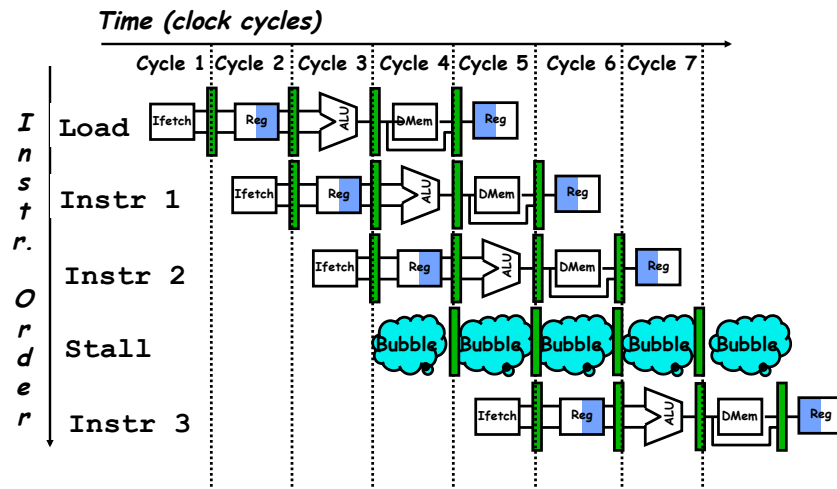 Time (clock cycles)
Cycle 1 Cycle 2 Cycle 3 Cycle 4 Cycle 5 Cycle 6 Cycle 7
Instr. Order
Load Ifetch Reg ALU DMem Reg
Instr 1 Ifetch Reg ALU DMem Reg
Instr 2 Ifetch Reg ALU DMem Reg
Stall Bubble Bubble Bubble Bubble Bubble
Instr 3 Ifetch Reg ALU DMem Reg